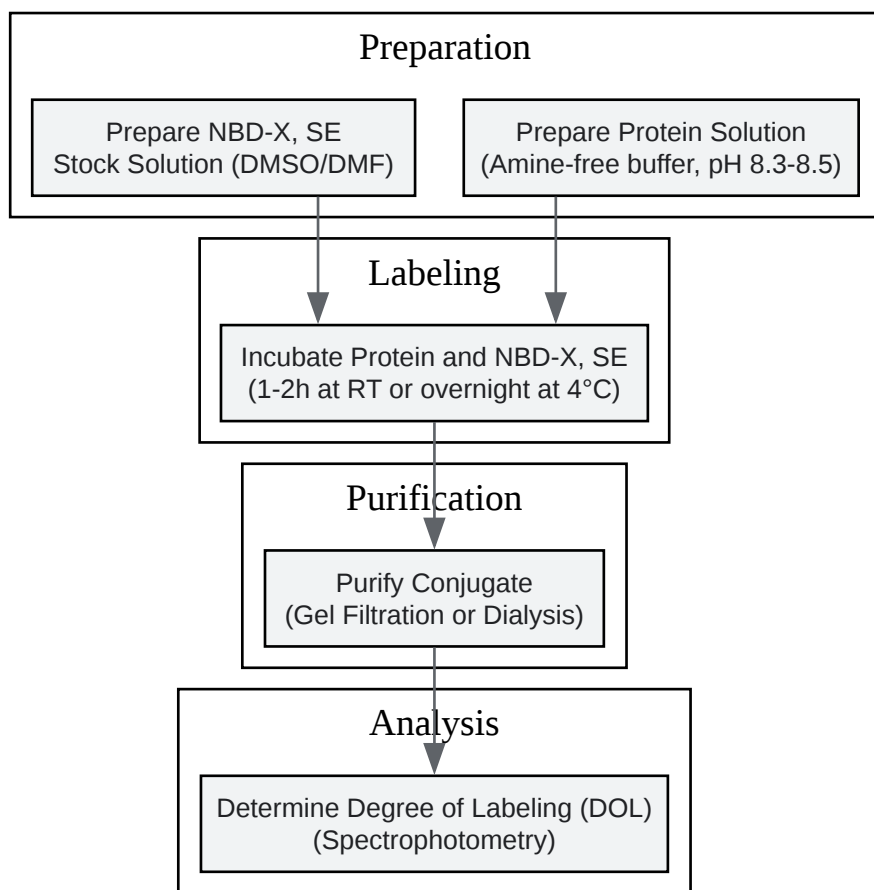 Preparation
Prepare NBD-X, SE
Stock Solution (DMSO/DMF)
Prepare Protein Solution
(Amine-free buffer, pH 8.3-8.5)
Labeling
Incubate Protein and NBD-X, SE
(1-2h at RT or overnight at 4°C)
Purification
Purify Conjugate
(Gel Filtration or Dialysis)
Analysis
Determine Degree of Labeling (DOL)
(Spectrophotometry)